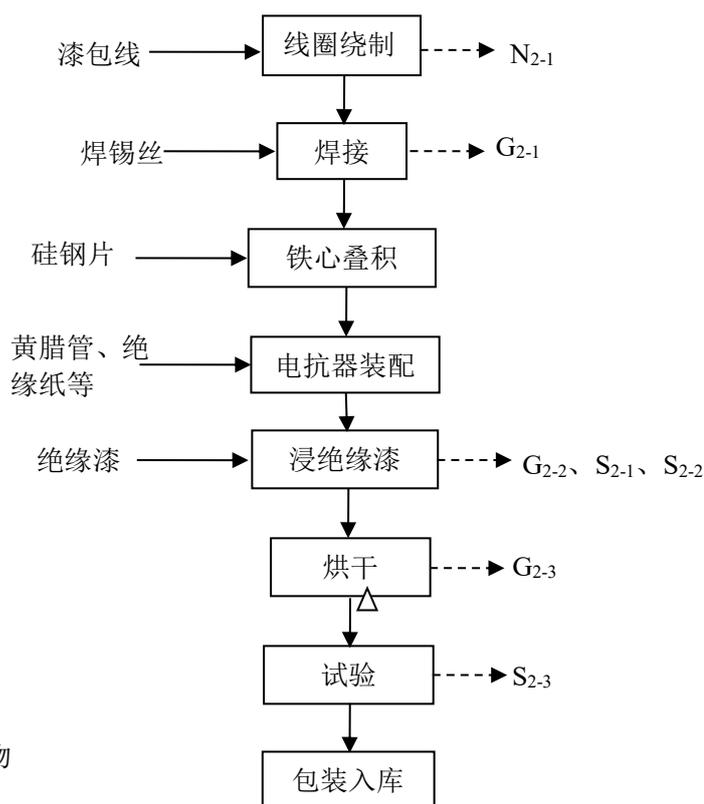 漆包线
线圈绕制
N2-1
焊锡丝
焊接
G2-1
硅钢片
铁心叠积
黄腊管、绝
缘纸等
电抗器装配
绝缘漆
浸绝缘漆
G2-2、S2-1、S2-2
烘干
G2-3
试验
S2-3
物
包装入库